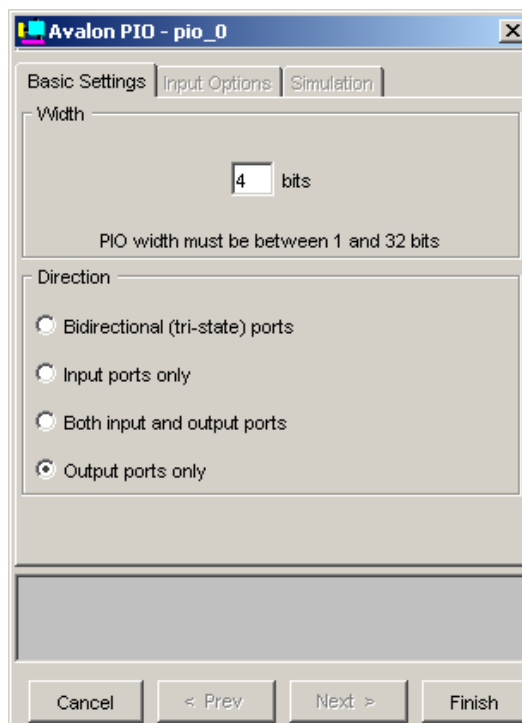 Avalon PIO - pio_0
Basic Settings Input Options Simulation
Width
4 bits
PIO width must be between 1 and 32 bits
Direction
Bidirectional (tri-state) ports
Input ports only
Both input and output ports
Output ports only
Cancel < Prev Next > Finish